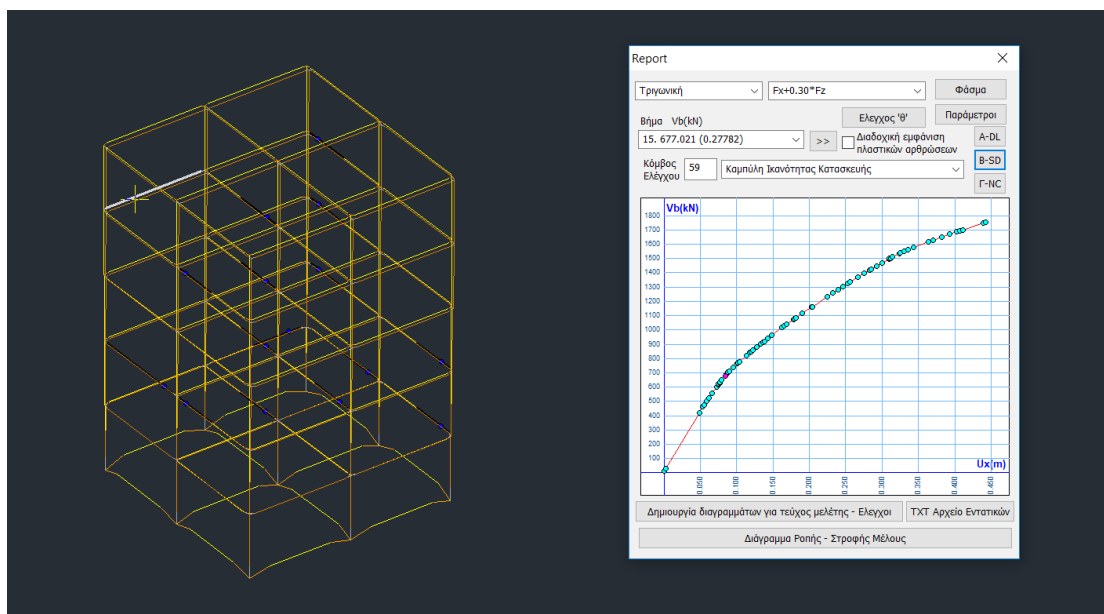 Report
Τριγωνική Fx+0.30*Fz Φάσμα
Βήμα Vb(kN) Ελεγχος 'θ' Παράμετροι
15. 677.021 (0.27782) >> Διαδοχική εμφάνιση πλαστικών αρθρώσεων A-DL
Κόμβος Ελέγχου 59 Καμπύλη Ικανότητας Κατασκευής B-SD
Γ-NC
Vb(kN)
1800
1700
1600
1500
1400
1300
1200
1100
1000
900
800
700
600
500
400
300
200
100
Ux(m)
0.050 0.100 0.150 0.200 0.250 0.300 0.350 0.400 0.450
Δημιουργία διαγραμμάτων για τεύχος μελέτης - Ελεγχοι TXT Αρχείο Εντατικών
Διάγραμμα Ροπής - Στροφής Μέλους